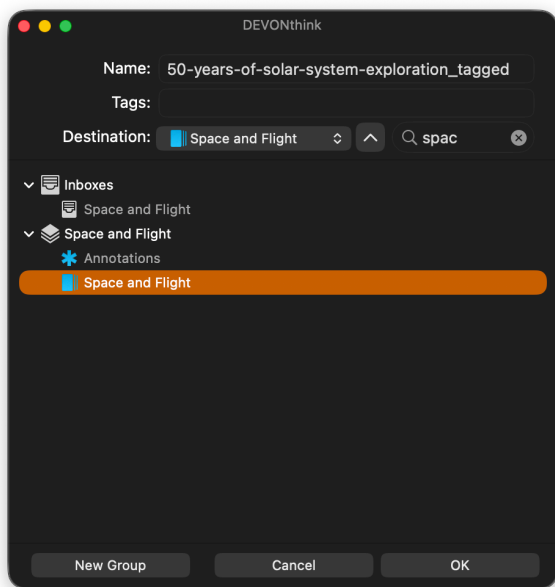 DEVONthink
Name: 50-years-of-solar-system-exploration_tagged
Tags:
Destination: Space and Flight spac
Inboxes
Space and Flight
Space and Flight
Annotations
Space and Flight
New Group Cancel OK